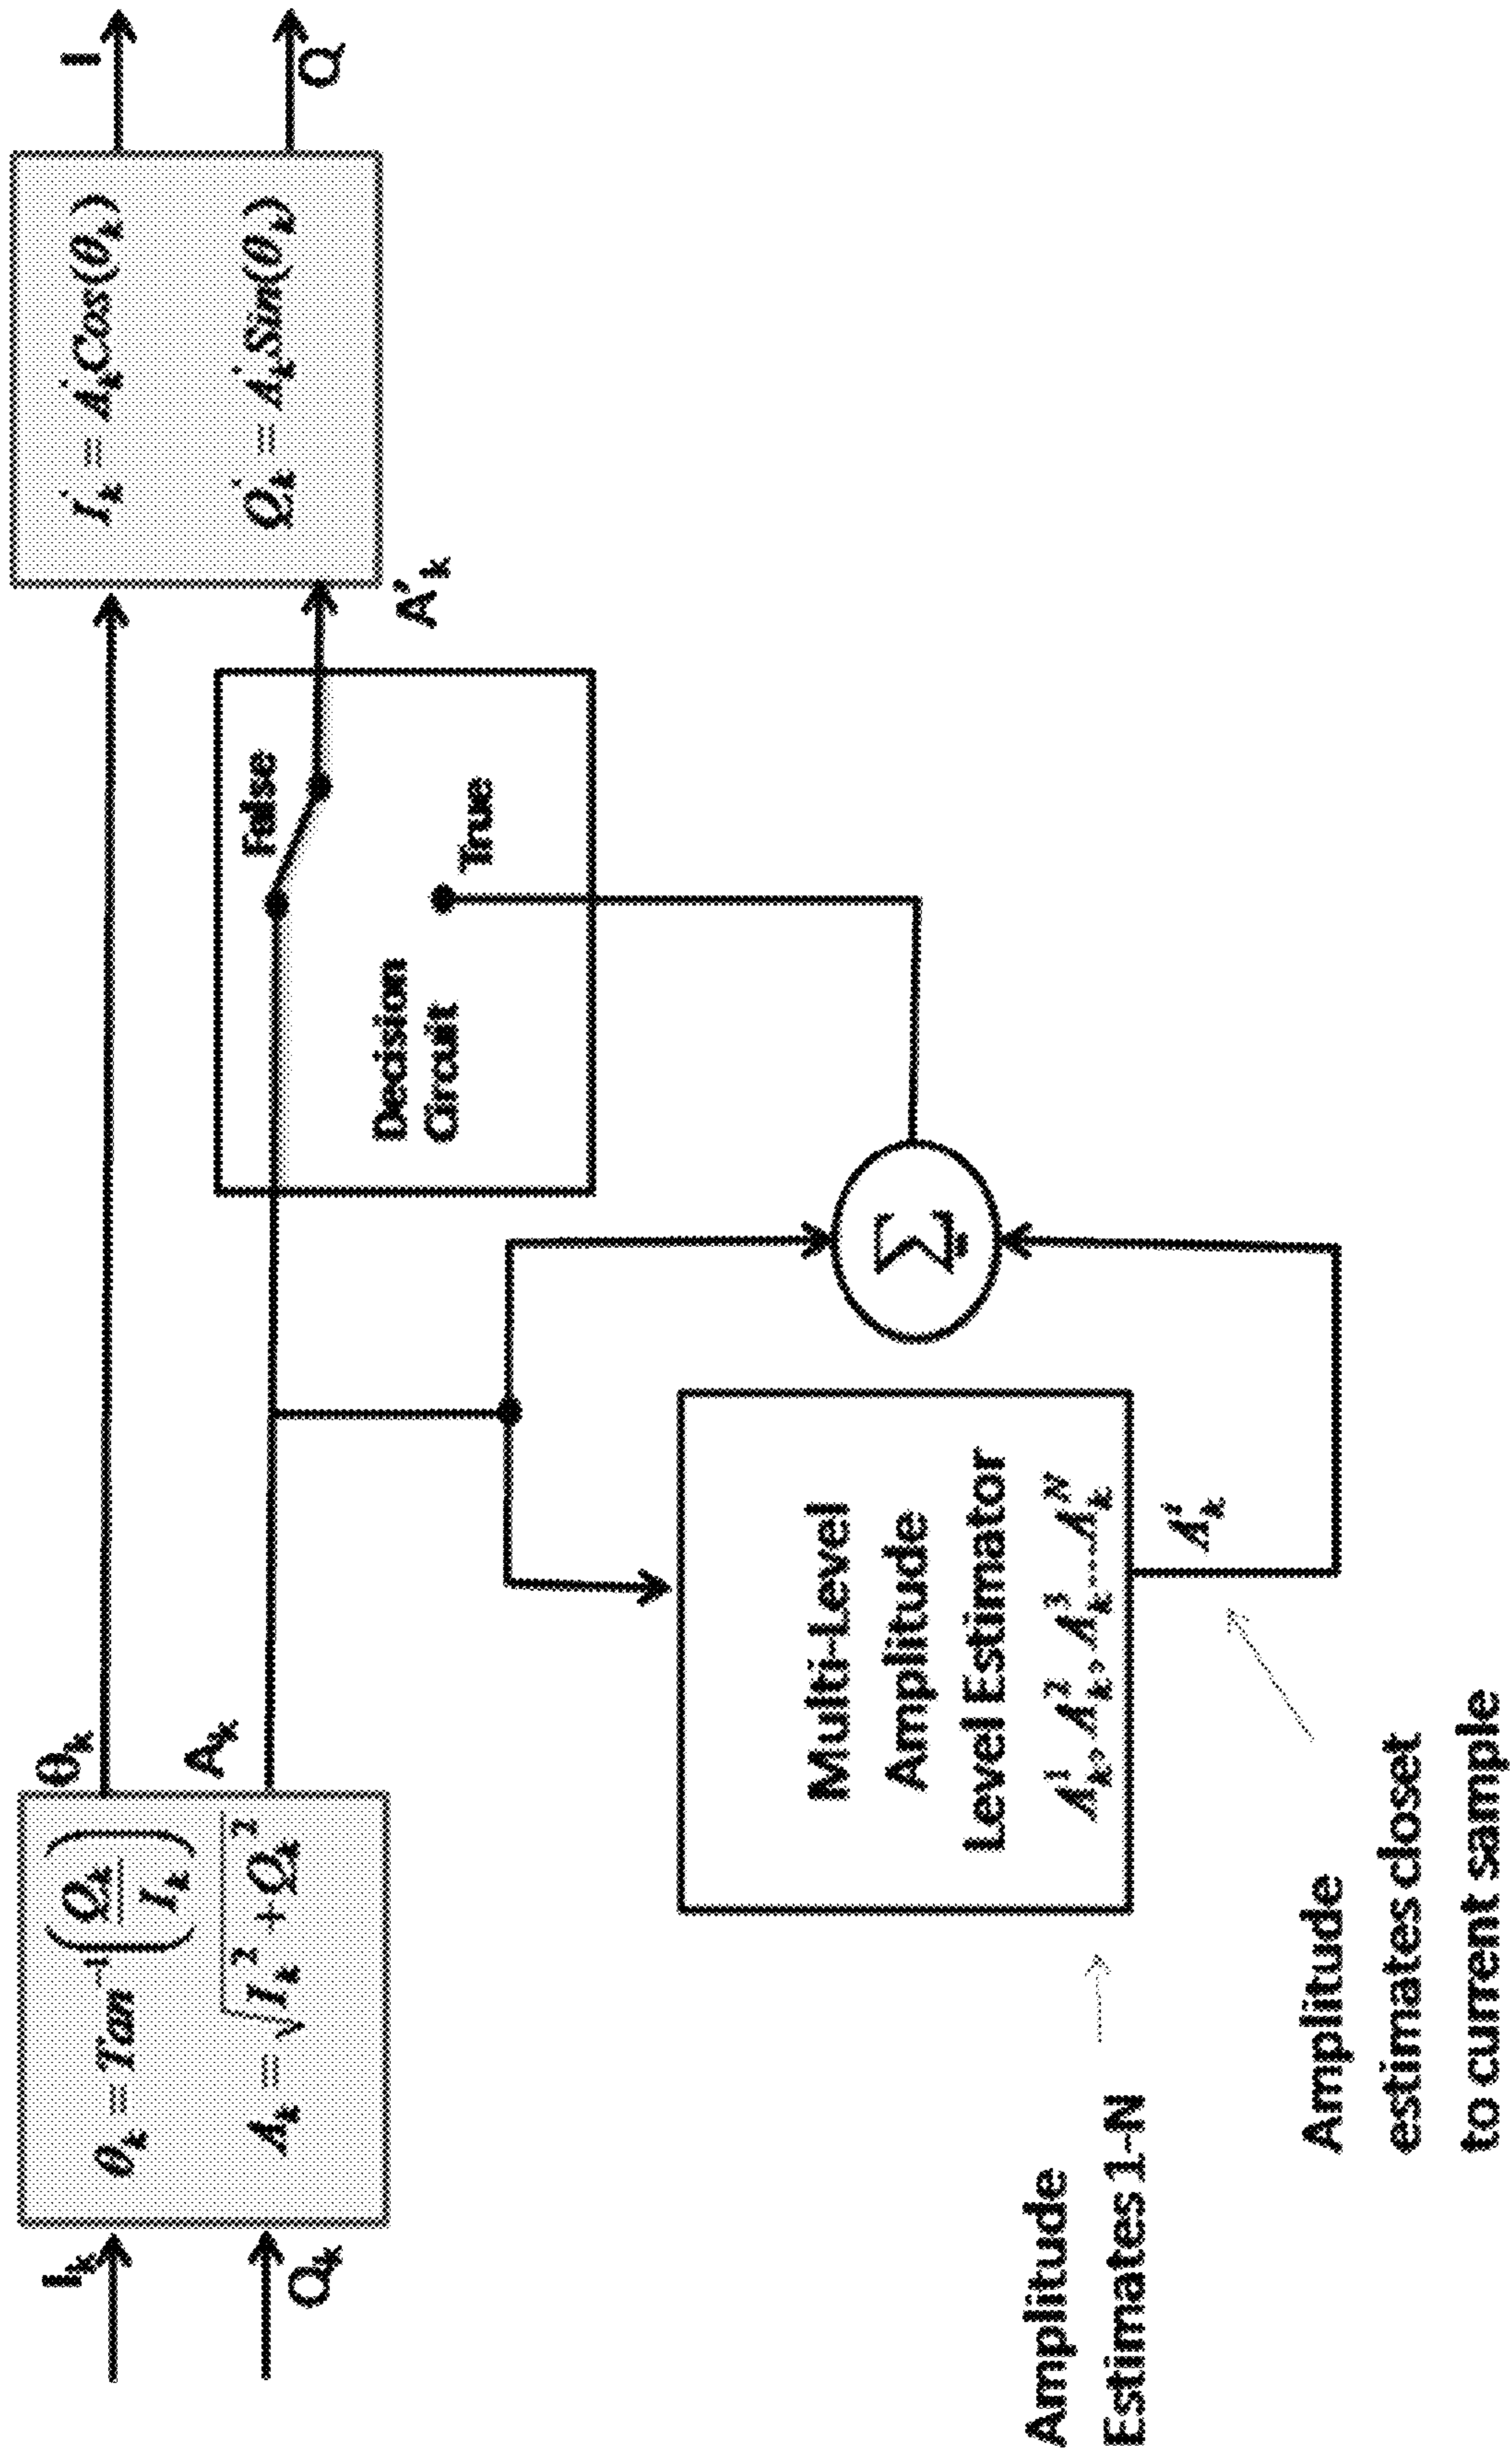 I_k
Q_k
θ_k = Tan^-1 (Q_k / I_k)
A_k = √(I_k^2 + Q_k^2)
θ_k
A_k
False
True
Decision
Circuit
A'_k
I'_k = A'_k Cos(θ_k)
Q'_k = A'_k Sin(θ_k)
I
Q
Multi-Level
Amplitude
Level Estimator
A_k^1, A_k^2, A_k^3 ..... A_k^N
Σ
-
A_k^i
Amplitude
Estimates 1-N
Amplitude
estimates closet
to current sample